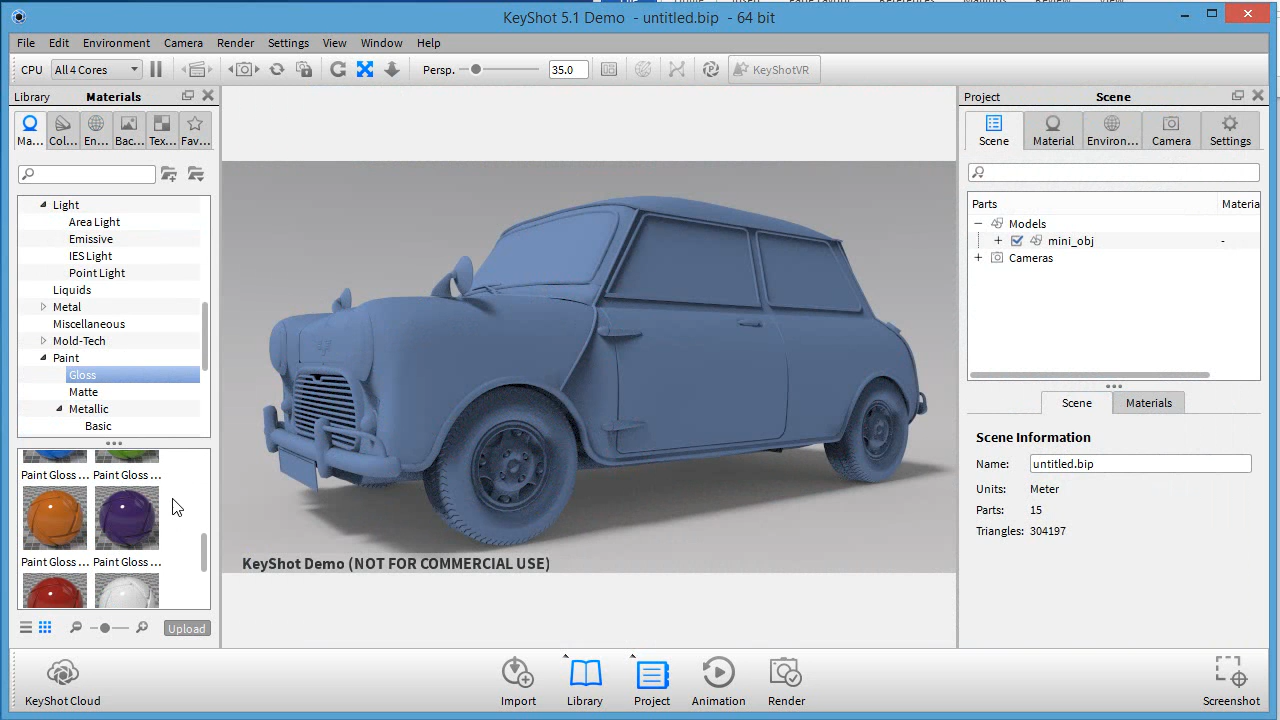 KeyShot 5.1 Demo - untitled.bip - 64 bit
File Edit Environment Camera Render Settings View Window Help
CPU All 4 Cores Persp. 35.0 KeyShotVR
Library Materials
Project Scene
Ma... Col... En... Bac... Tex... Fav...
Scene Material Environ... Camera Settings
Parts Materia
Light
Area Light
Emissive
IES Light
Point Light
Liquids
Metal
Miscellaneous
Mold-Tech
Paint
Gloss
Matte
Metallic
Basic
Models
mini_obj -
Cameras
Scene Materials
Scene Information
Name: untitled.bip
Units: Meter
Parts: 15
Triangles: 304197
Paint Gloss ... Paint Gloss ...
Paint Gloss ... Paint Gloss ...
Upload
KeyShot Demo (NOT FOR COMMERCIAL USE)
KeyShot Cloud Import Library Project Animation Render Screenshot